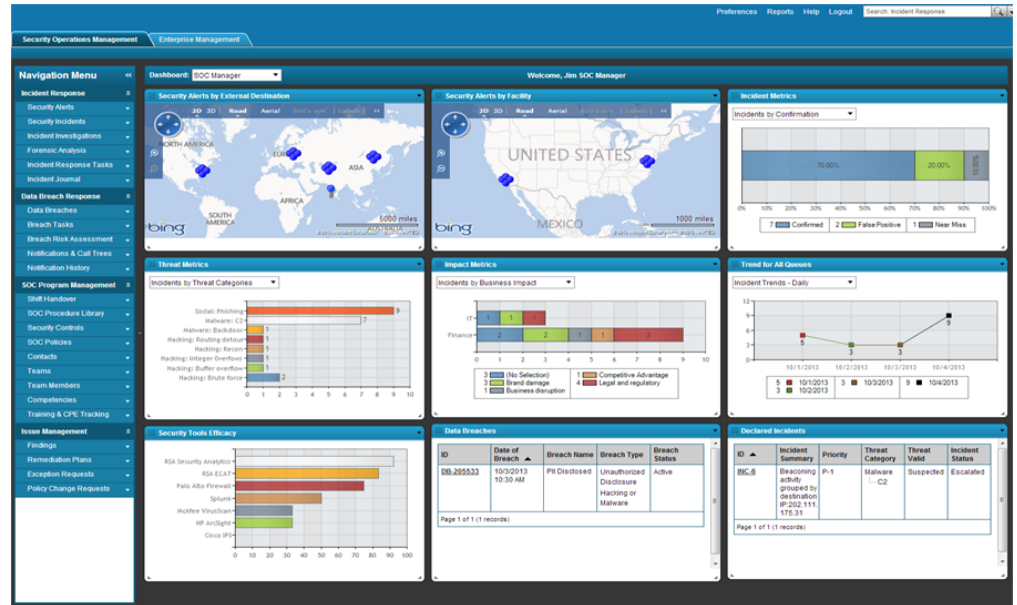 Preferences Reports Help Logout Search: Incident Response
Security Operations Management Enterprise Management
Navigation Menu «
Incident Response
Security Alerts
Security Incidents
Incident Investigations
Forensic Analysis
Incident Response Tasks
Incident Journal
Data Breach Response
Data Breaches
Breach Tasks
Breach Risk Assessment
Notifications & Call Trees
Notification History
SOC Program Management
Shift Handover
SOC Procedure Library
Security Controls
SOC Policies
Contacts
Teams
Team Members
Competencies
Training & CPE Tracking
Issue Management
Findings
Remediation Plans
Exception Requests
Policy Change Requests
Dashboard: SOC Manager Welcome, Jim SOC Manager
Security Alerts by External Destination
2D 3D Road Aerial Labels «
NORTH AMERICA
ASIA
AFRICA
SOUTH AMERICA
5000 miles
bing
Security Alerts by Facility
2D 3D Road Aerial Labels «
UNITED STATES
MEXICO
1000 miles
bing
Incident Metrics
Incidents by Confirmation
70.00% 20.00% 10.00%
0% 10% 20% 30% 40% 50% 60% 70% 80% 90% 100%
7 Confirmed 2 False Positive 1 Near Miss
Threat Metrics
Incidents by Threat Categories
Social: Phishing 9
Malware: C2 7
Malware: Backdoor 1
Hacking: Routing detour 1
Hacking: Recon 1
Hacking: Integer Overflows 1
Hacking: Buffer overflow 1
Hacking: Brute force 2
0 1 2 3 4 5 6 7 8 9 10
Impact Metrics
Incidents by Business Impact
IT 1 1 1
Finance 2 2 1 1 3
0 1 2 3 4 5 6 7 8 9 10
3 (No Selection) 1 Competitive Advantage
3 Brand damage 4 Legal and regulatory
1 Business disruption
Trend for All Queues
Incident Trends - Daily
12
9
6
3
0
5 3 3 9
10/1/2013 10/2/2013 10/3/2013 10/4/2013
5 10/1/2013 3 10/3/2013 9 10/4/2013
3 10/2/2013
Security Tools Efficacy
RSA Security Analytics
RSA ECAT
Palo Alto Firewall
Splunk
McAfee VirusScan
HP ArcSight
Cisco IPS
0 10 20 30 40 50 60 70 80 90 100
Data Breaches
ID Date of Breach Breach Name Breach Type Breach Status
DB-205533 10/3/2013 10:30 AM PII Disclosed Unauthorized Disclosure Hacking or Malware Active
Page 1 of 1 (1 records)
Declared Incidents
ID Incident Summary Priority Threat Category Threat Valid Incident Status
INC-6 Beaconing activity grouped by destination IP:202.111.175.31 P-1 Malware C2 Suspected Escalated
Page 1 of 1 (1 records)